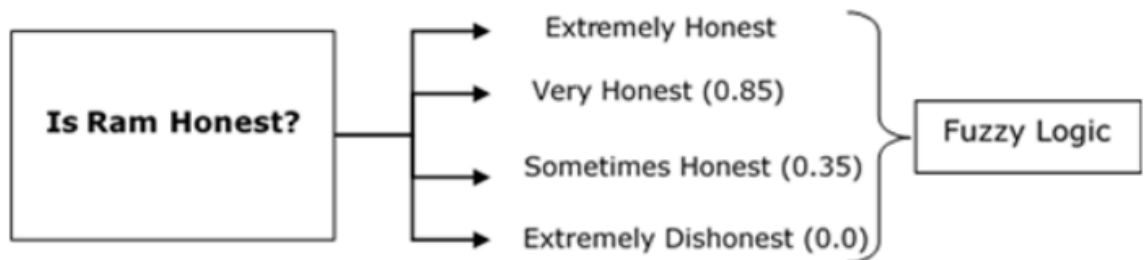 Extremely Honest
Is Ram Honest?
Very Honest (0.85)
Sometimes Honest (0.35)
Extremely Dishonest (0.0)
Fuzzy Logic